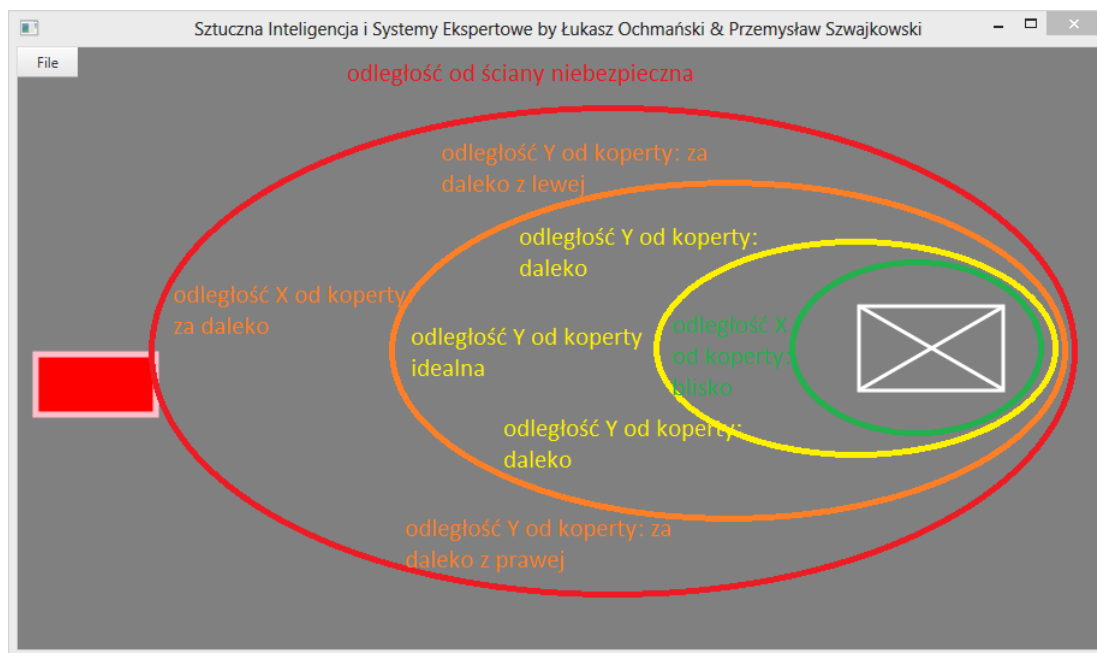 Sztuczna Inteligencja i Systemy Ekspertowe by Łukasz Ochmański & Przemysław Szwajkowski
File
odległość od ściany niebezpieczna
odległość Y od koperty: za
daleko z lewej
odległość Y od koperty:
daleko
odległość X od koperty:
za daleko
odległość Y od koperty
idealna
odległość X
od koperty:
blisko
odległość Y od koperty:
daleko
odległość Y od koperty: za
daleko z prawej